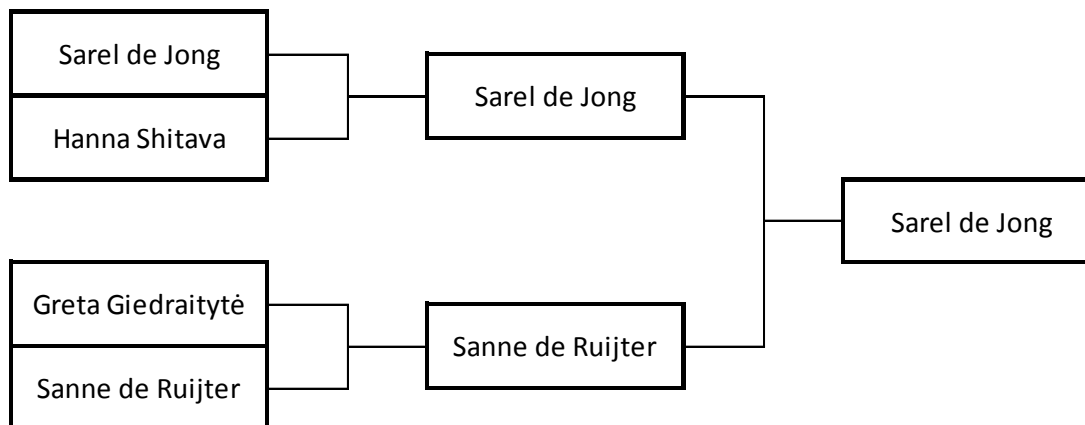 Sarel de Jong
Hanna Shitava
Sarel de Jong
Sarel de Jong
Greta Giedraitytė
Sanne de Ruijter
Sanne de Ruijter